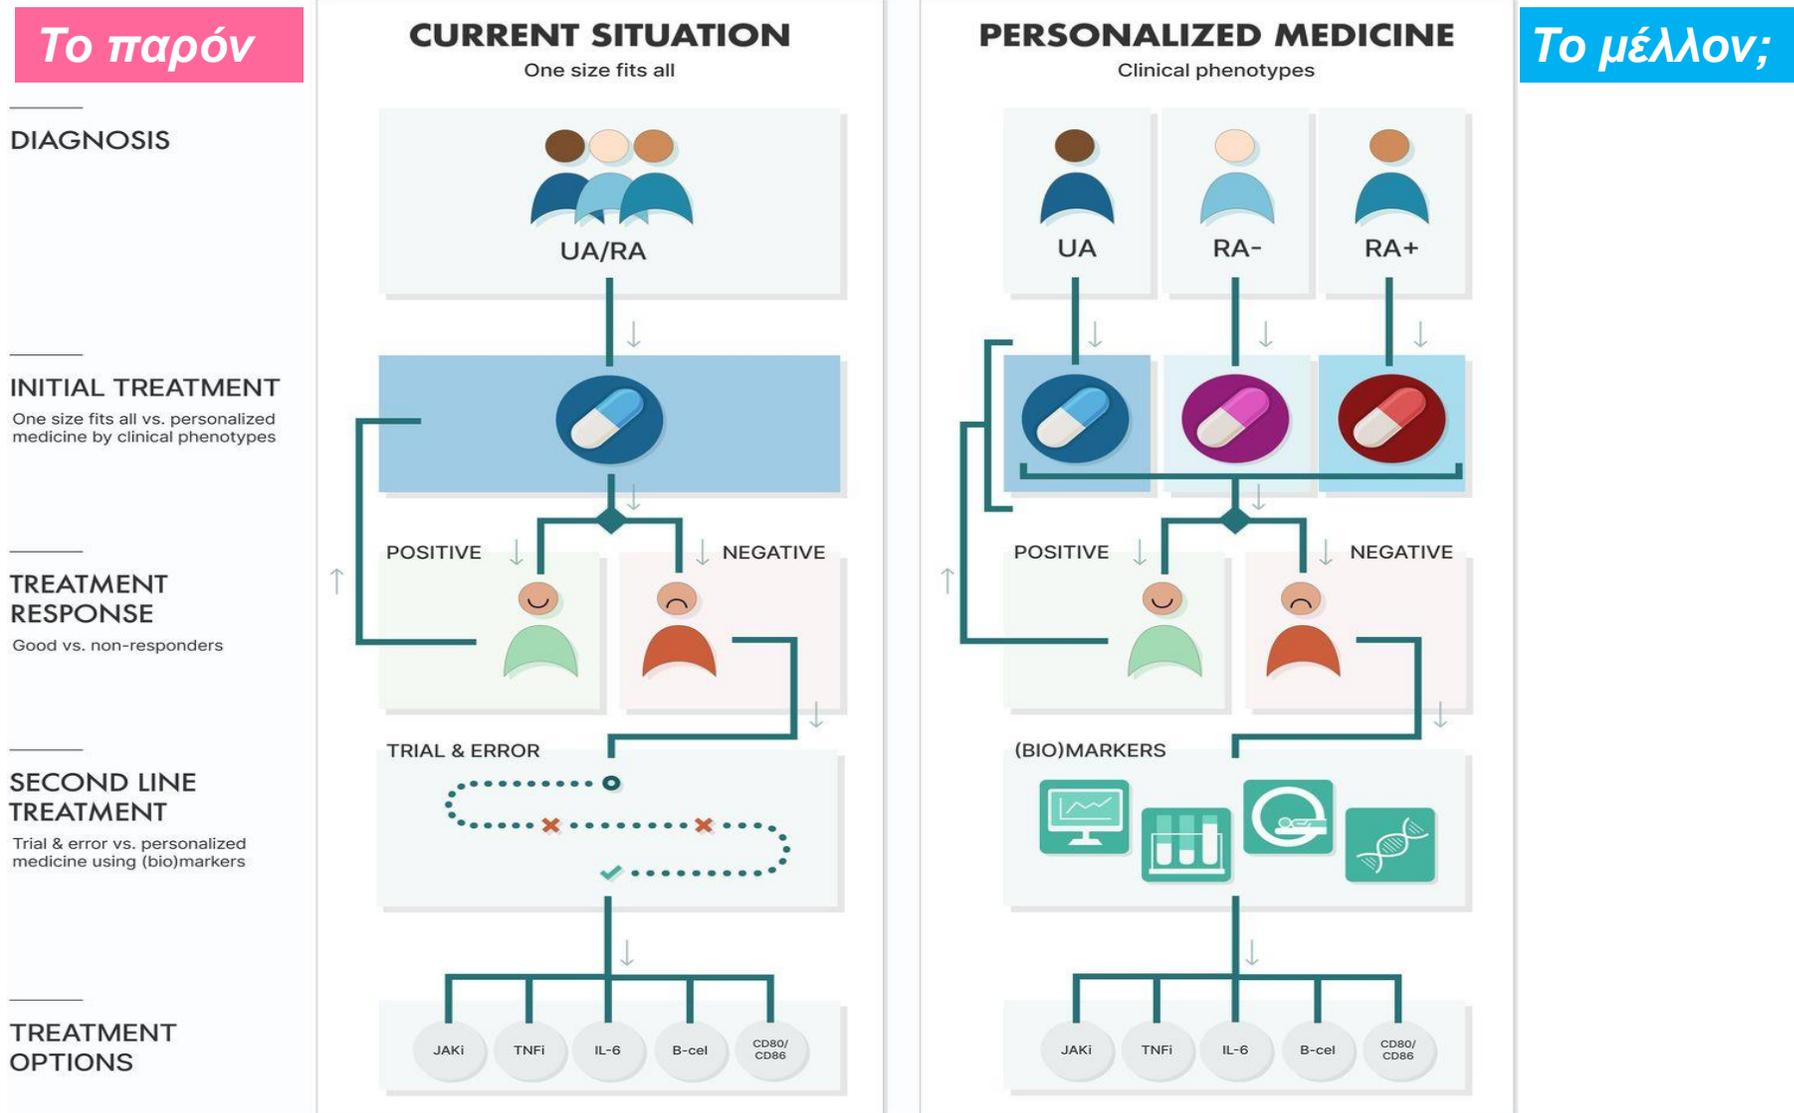 Το παρόν
CURRENT SITUATION
One size fits all
PERSONALIZED MEDICINE
Clinical phenotypes
Το μέλλον;
DIAGNOSIS
UA/RA
UA
RA-
RA+
INITIAL TREATMENT
One size fits all vs. personalized
medicine by clinical phenotypes
TREATMENT
RESPONSE
Good vs. non-responders
POSITIVE
NEGATIVE
POSITIVE
NEGATIVE
SECOND LINE
TREATMENT
Trial & error vs. personalized
medicine using (bio)markers
TRIAL & ERROR
(BIO)MARKERS
TREATMENT
OPTIONS
JAKi
TNFi
IL-6
B-cel
CD80/
CD86
JAKi
TNFi
IL-6
B-cel
CD80/
CD86